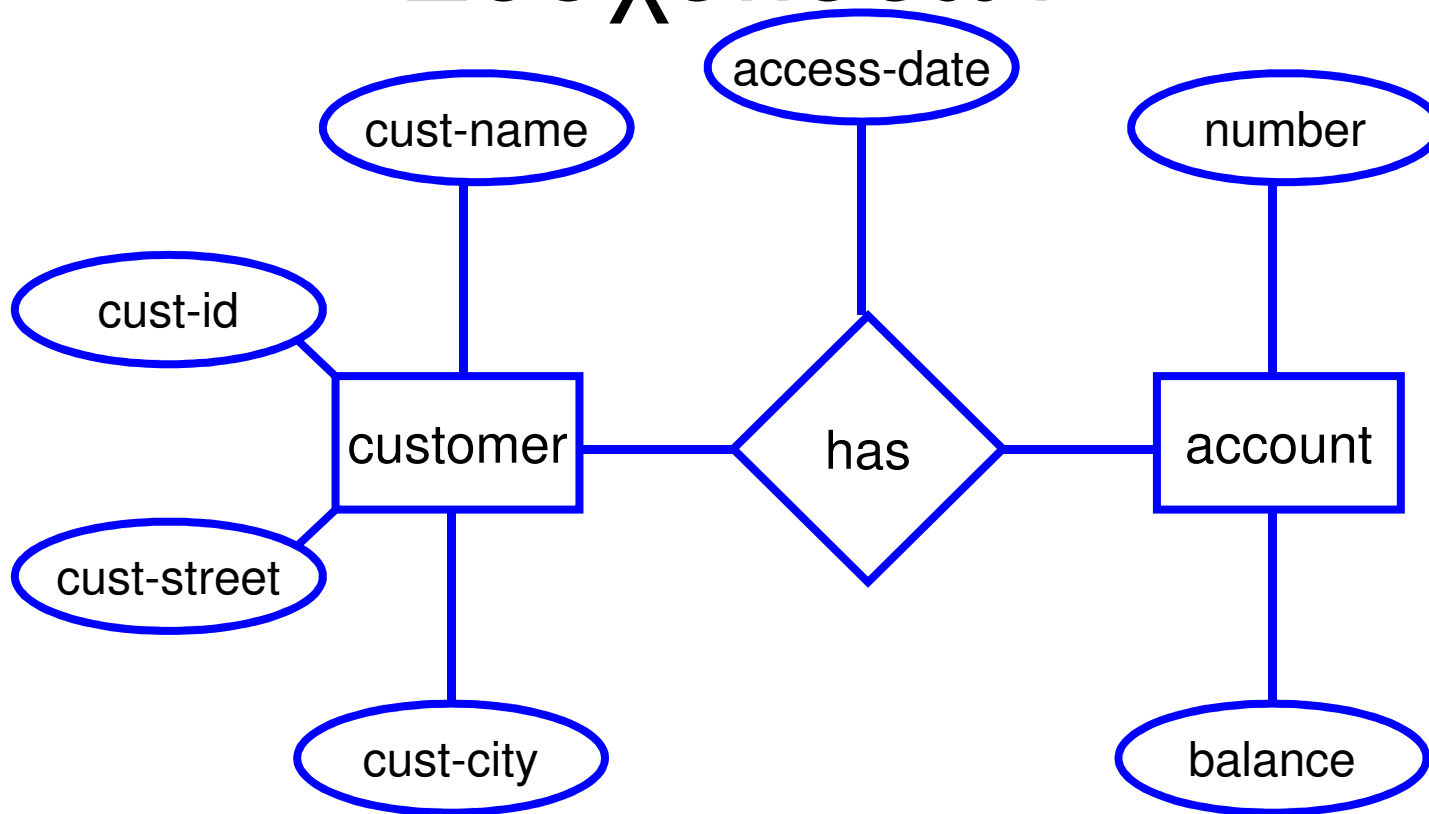 access-date
cust-name
number
cust-id
customer
has
account
cust-street
cust-city
balance